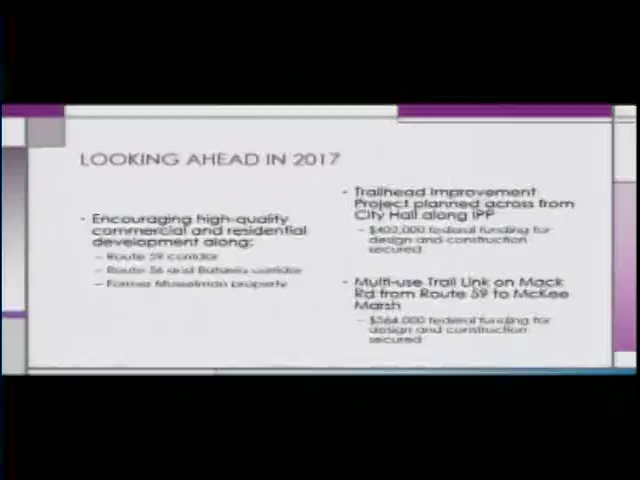 LOOKING AHEAD IN 2017
- Encouraging high-quality
commercial and residential
development along:
– Route 59 corridor
– Route 56 and Batavia corridor
– Former Musselman property
- Trailhead Improvement
Project planned across from
City Hall along IPP
– $402,000 federal funding for
design and construction
secured
- Multi-use Trail Link on Mack
Rd from Route 59 to McKee
Marsh
– $364,000 federal funding for
design and construction
secured